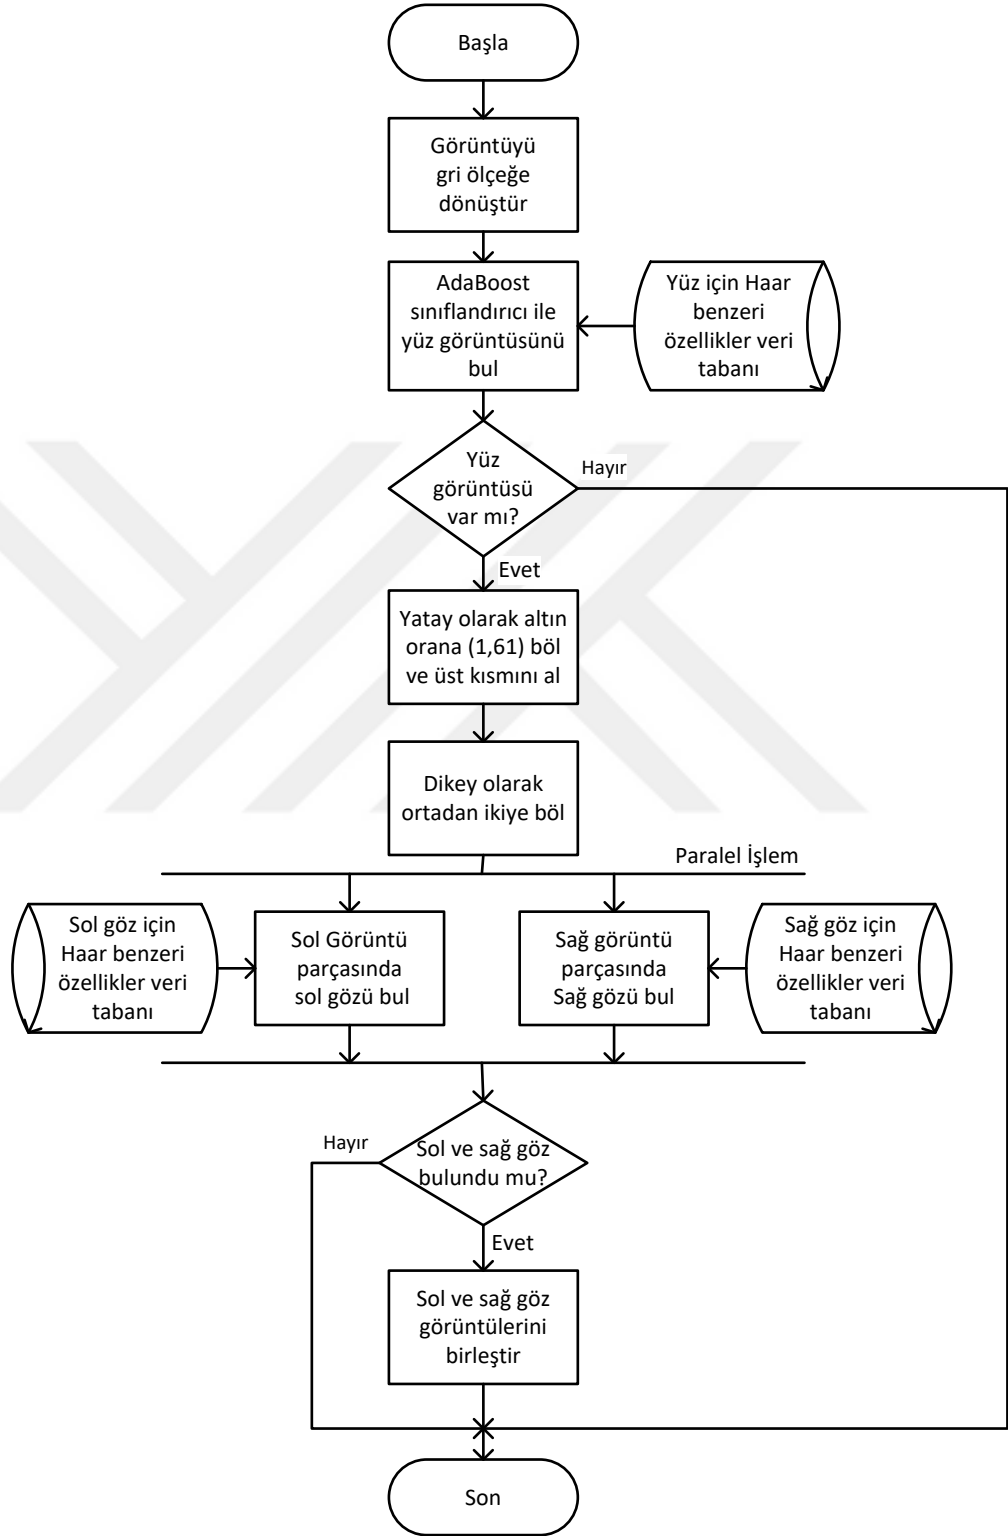 Başla
Görüntüyü
gri ölçeğe
dönüştür
AdaBoost
sınıflandırıcı ile
yüz görüntüsünü
bul
Yüz için Haar
benzeri
özellikler veri
tabanı
Yüz
görüntüsü
var mı?
Hayır
Evet
Yatay olarak altın
orana (1,61) böl
ve üst kısmını al
Dikey olarak
ortadan ikiye böl
Paralel İşlem
Sol göz için
Haar benzeri
özellikler veri
tabanı
Sol Görüntü
parçasında
sol gözü bul
Sağ görüntü
parçasında
Sağ gözü bul
Sağ göz için
Haar benzeri
özellikler veri
tabanı
Hayır
Sol ve sağ göz
bulundu mu?
Evet
Sol ve sağ göz
görüntülerini
birleştir
Son